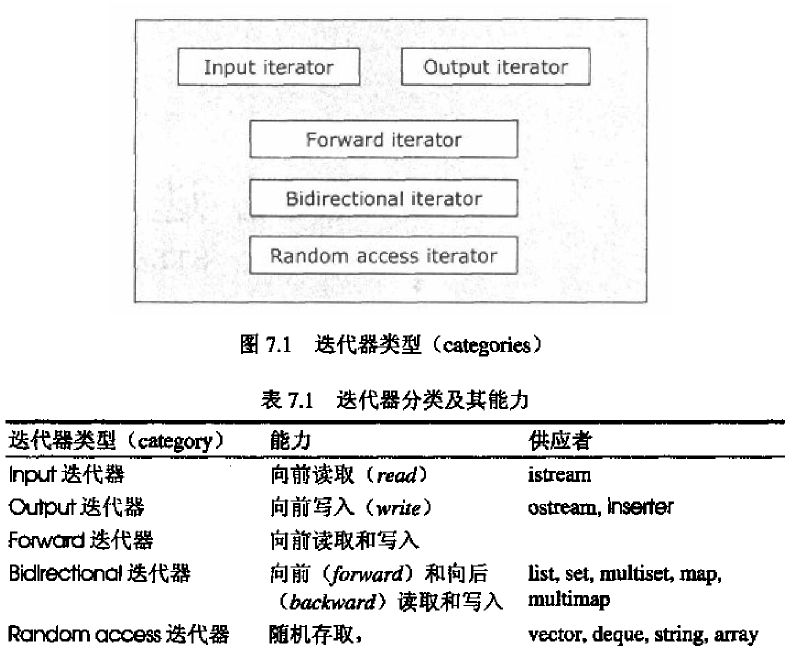 Input iterator Output iterator
Forward iterator
Bidirectional iterator
Random access iterator
图 7.1 迭代器类型（categories）
表 7.1 迭代器分类及其能力
迭代器类型（category） 能力 供应者
Input 迭代器 向前读取（read） istream
Output 迭代器 向前写入（write） ostream, inserter
Forward 迭代器 向前读取和写入
Bidirectional 迭代器 向前（forward）和向后 list, set, multiset, map,
（backward）读取和写入 multimap
Random access 迭代器 随机存取， vector, deque, string, array